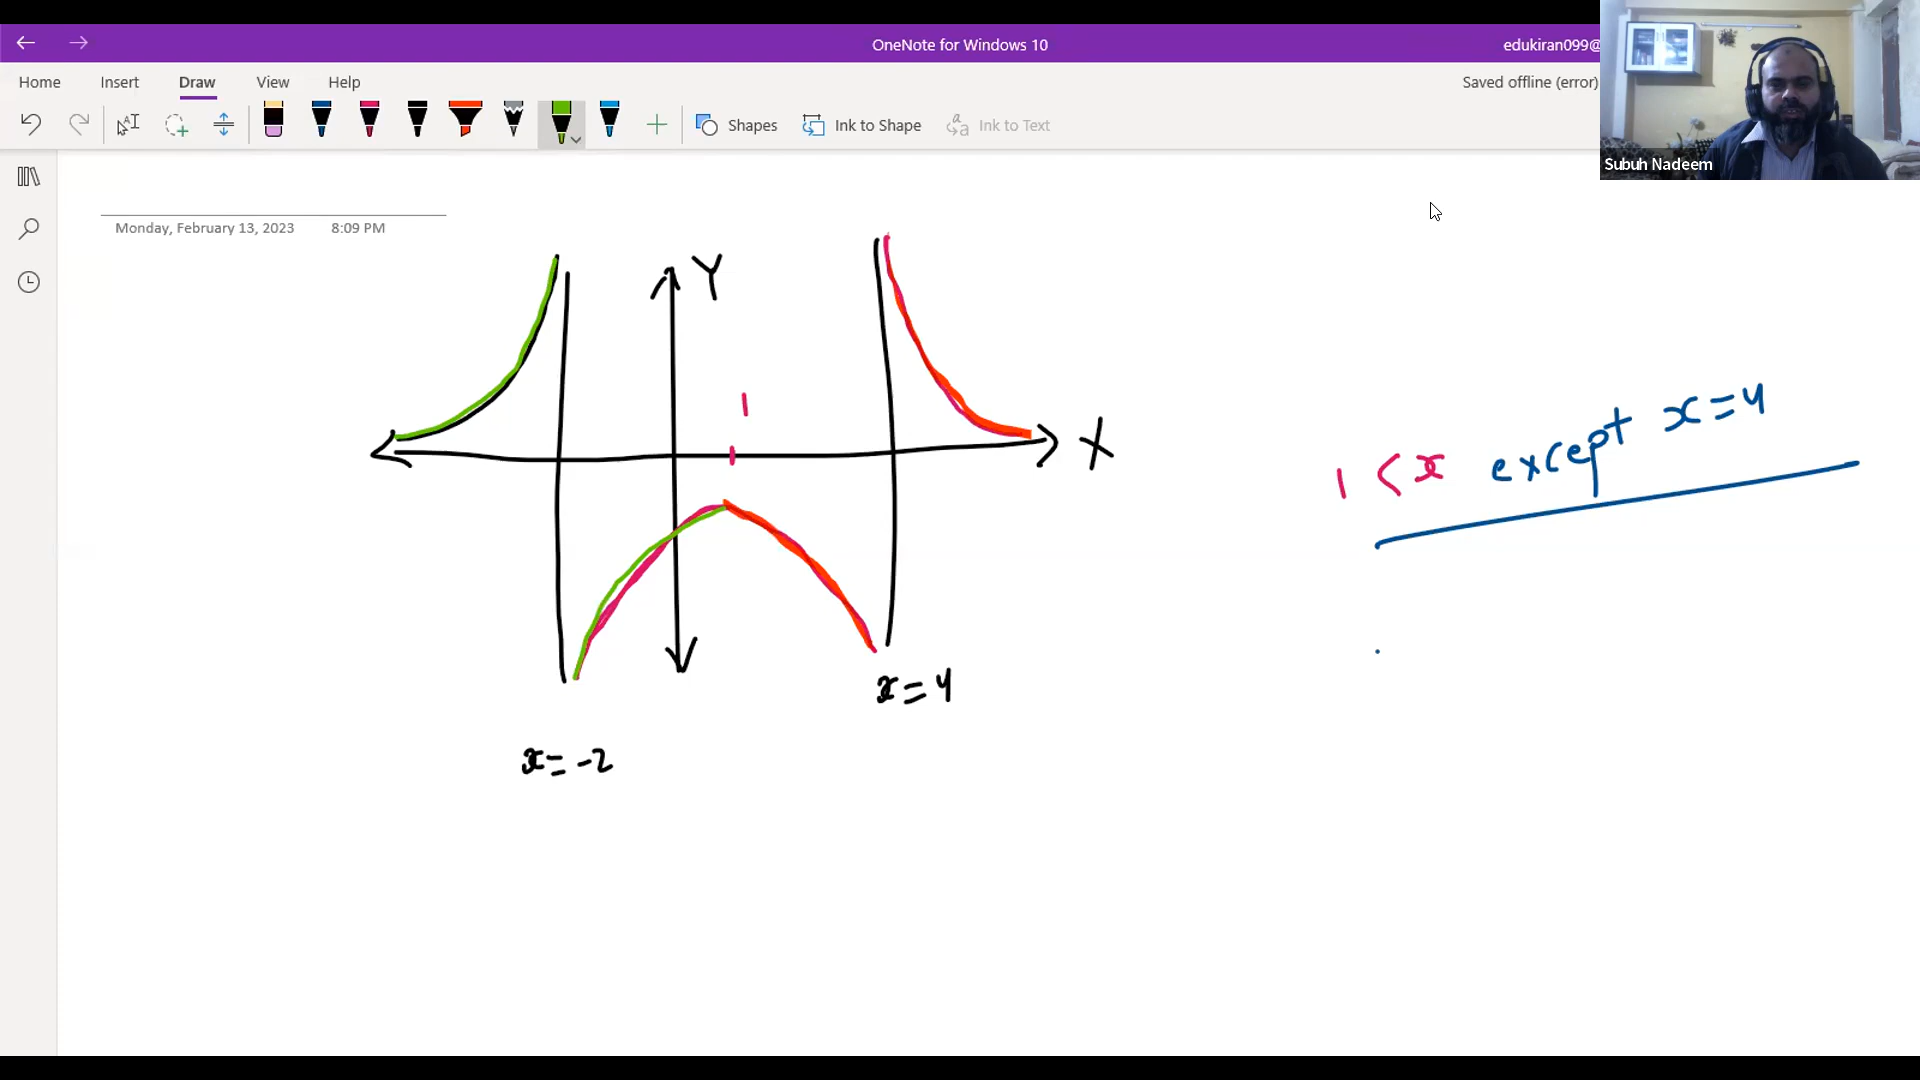 OneNote for Windows 10
edukiran099@
Home Insert Draw View Help
Saved offline (error)
Shapes Ink to Shape Ink to Text
Subuh Nadeem
Monday, February 13, 2023 8:09 PM
Y
1
X
1 < x except x = 4
x = 4
x = -2